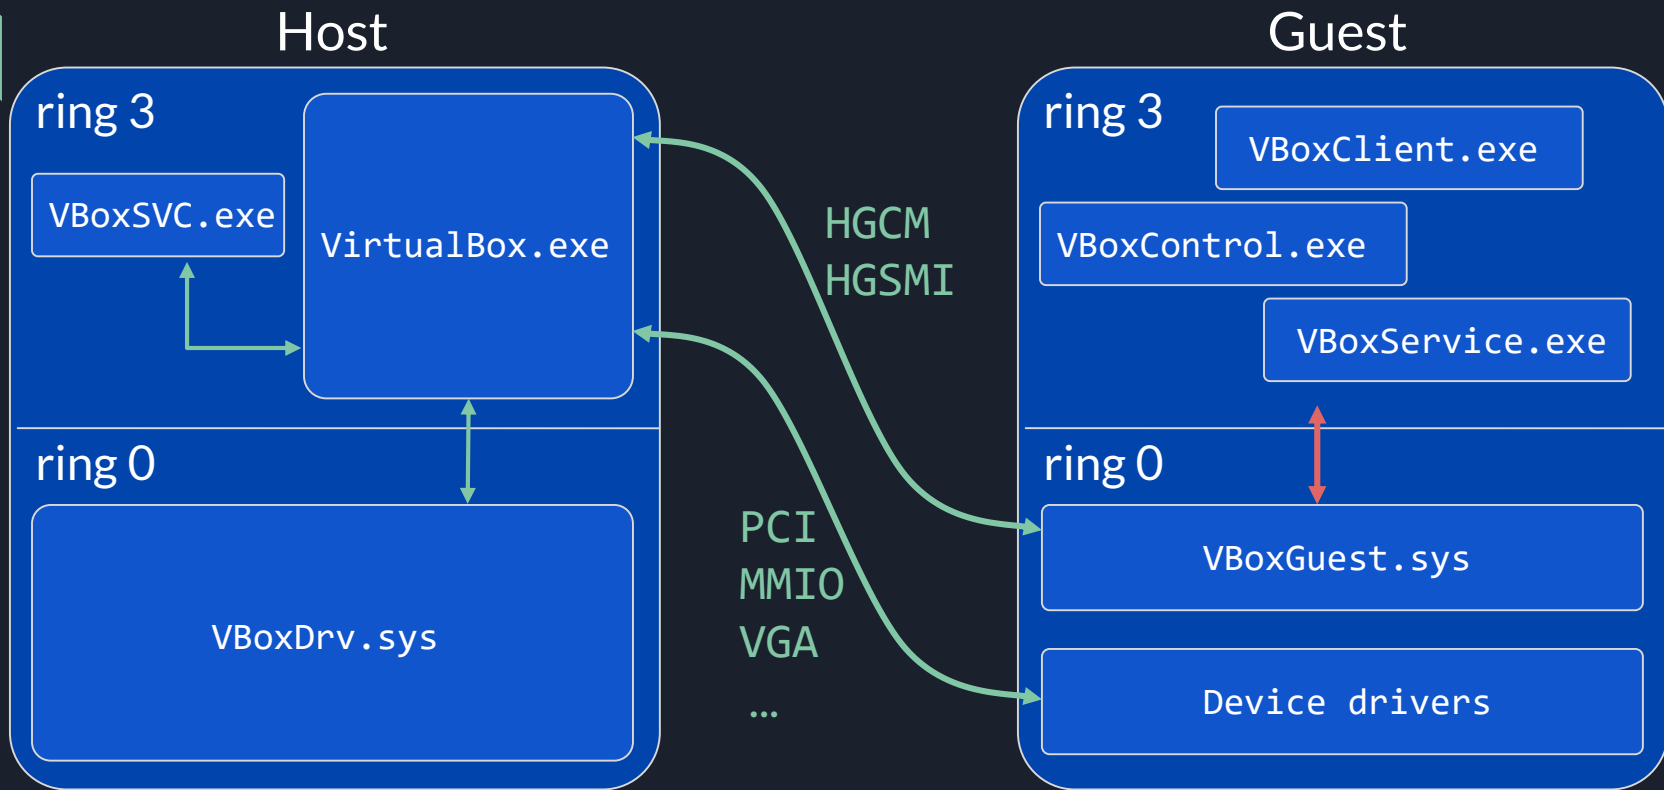 Host
ring 3
VBoxSVC.exe
VirtualBox.exe
ring 0
VBoxDrv.sys
HGCM
HGSMI
PCI
MMIO
VGA
...
Guest
ring 3
VBoxClient.exe
VBoxControl.exe
VBoxService.exe
ring 0
VBoxGuest.sys
Device drivers